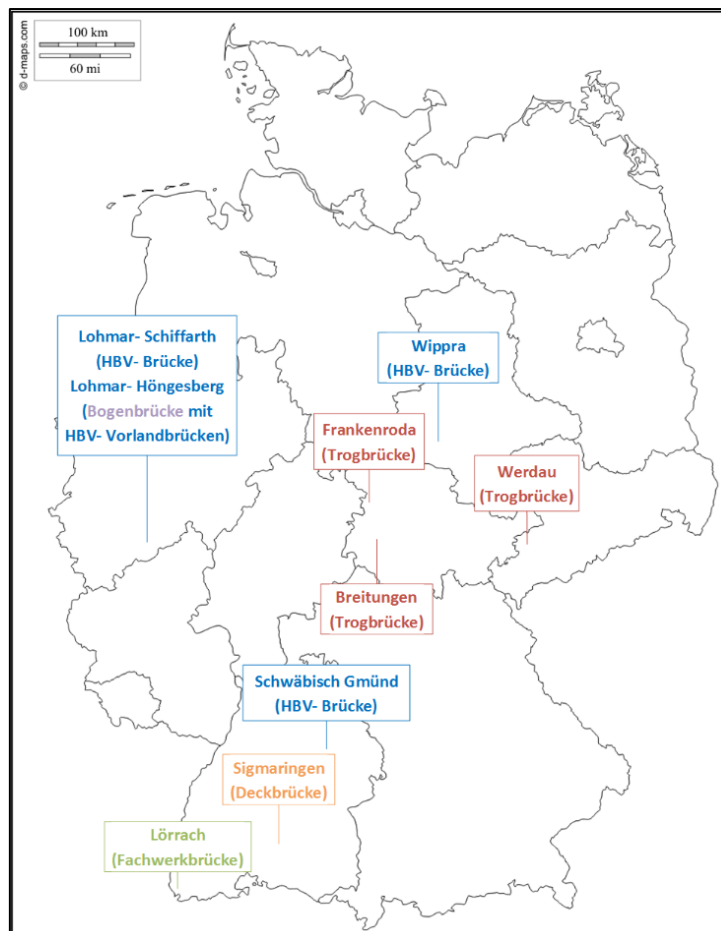 © d-maps.com
100 km
60 mi
Lohmar- Schiffarth
(HBV- Brücke)
Lohmar- Höngesberg
(Bogenbrücke mit
HBV- Vorlandbrücken)
Wippra
(HBV- Brücke)
Frankenroda
(Trogbrücke)
Werdau
(Trogbrücke)
Breitungen
(Trogbrücke)
Schwäbisch Gmünd
(HBV- Brücke)
Sigmaringen
(Deckbrücke)
Lörrach
(Fachwerkbrücke)